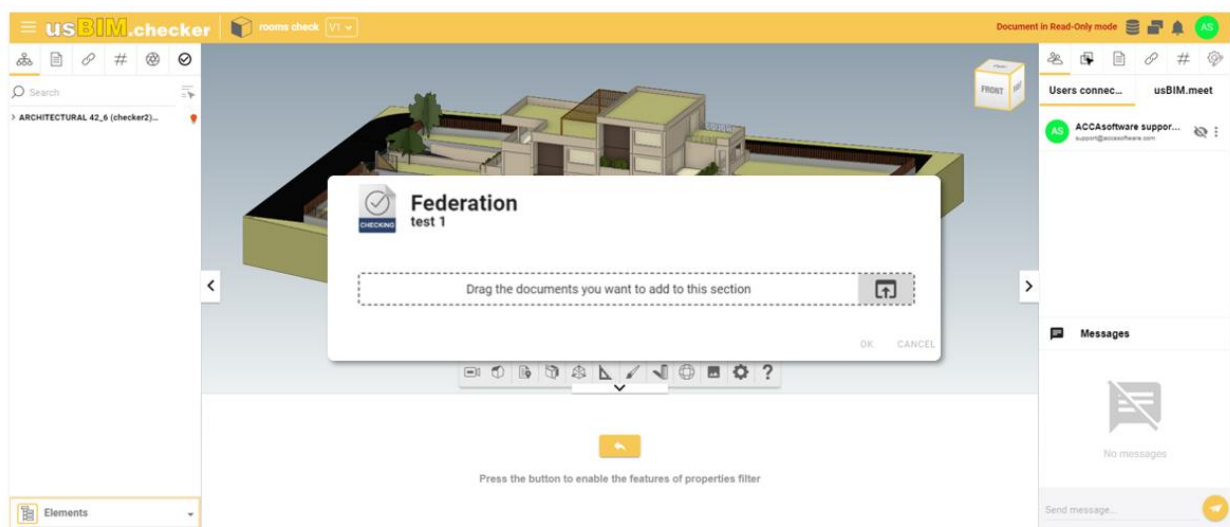 usBIM.checker
rooms check V1
Document in Read-Only mode
AS
#
Search
ARCHITECTURAL 42_6 (checker2)...
FRONT
#
Users connec...
usBIM.meet
AS
ACCAsoftware suppor...
support@accasoftware.com
CHECKING
Federation
test 1
Drag the documents you want to add to this section
OK
CANCEL
?
Messages
No messages
Press the button to enable the features of properties filter
Elements
Send message...